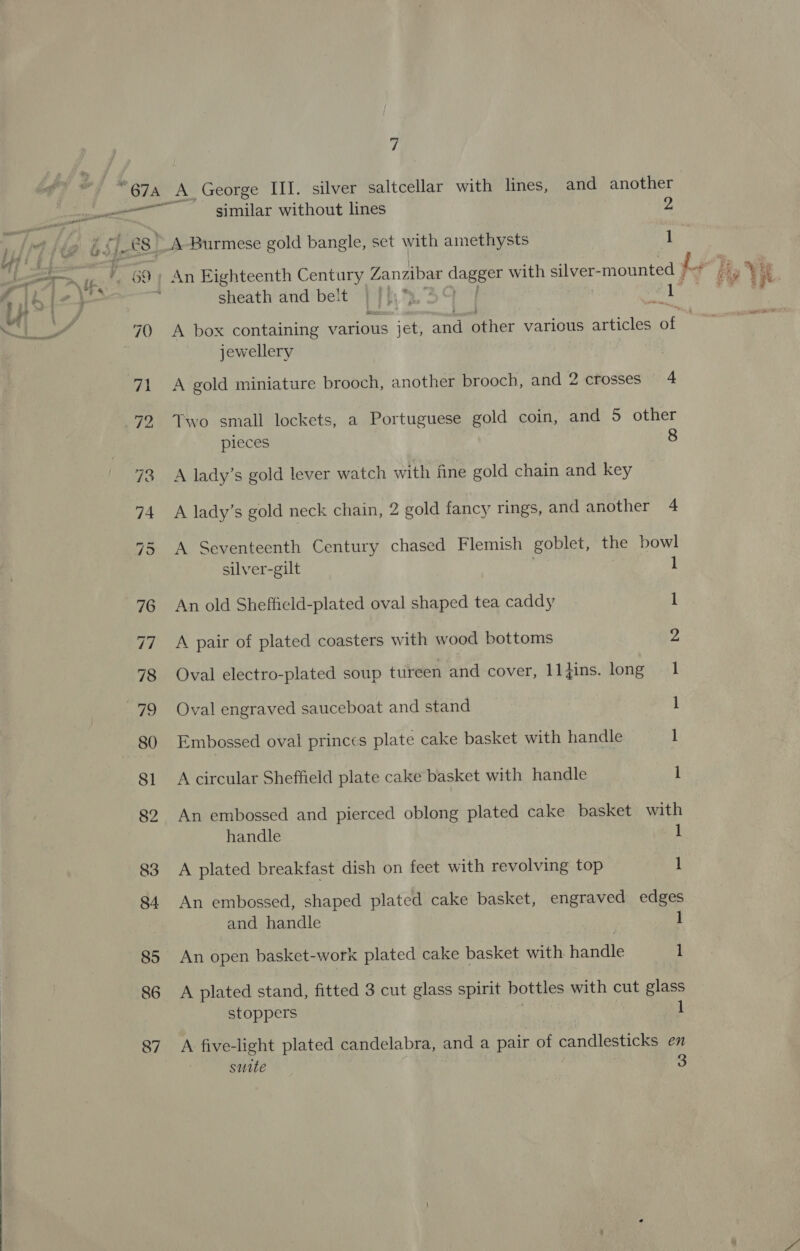 7
67A A George III. silver saltcellar with lines, and another
similar without lines 2
68 A Burmese gold bangle, set with amethysts 1
69 An Eighteenth Century Zanzibar dagger with silver-mounted
sheath and belt 1
70 A box containing various jet, and other various articles of
jewellery
71 A gold miniature brooch, another brooch, and 2 crosses 4
72 Two small lockets, a Portuguese gold coin, and 5 other
pieces 8
73 A lady's gold lever watch with fine gold chain and key
74 A lady's gold neck chain, 2 gold fancy rings, and another 4
75 A Seventeenth Century chased Flemish goblet, the bowl
silver-gilt 1
76 An old Sheffield-plated oval shaped tea caddy 1
77 A pair of plated coasters with wood bottoms 2
78 Oval electro-plated soup tureen and cover, 11½ins. long 1
79 Oval engraved sauceboat and stand 1
80 Embossed oval princes plate cake basket with handle 1
81 A circular Sheffield plate cake basket with handle 1
82 An embossed and pierced oblong plated cake basket with
handle 1
83 A plated breakfast dish on feet with revolving top 1
84 An embossed, shaped plated cake basket, engraved edges
and handle 1
85 An open basket-work plated cake basket with handle 1
86 A plated stand, fitted 3 cut glass spirit bottles with cut glass
stoppers 1
87 A five-light plated candelabra, and a pair of candlesticks en
suite 3